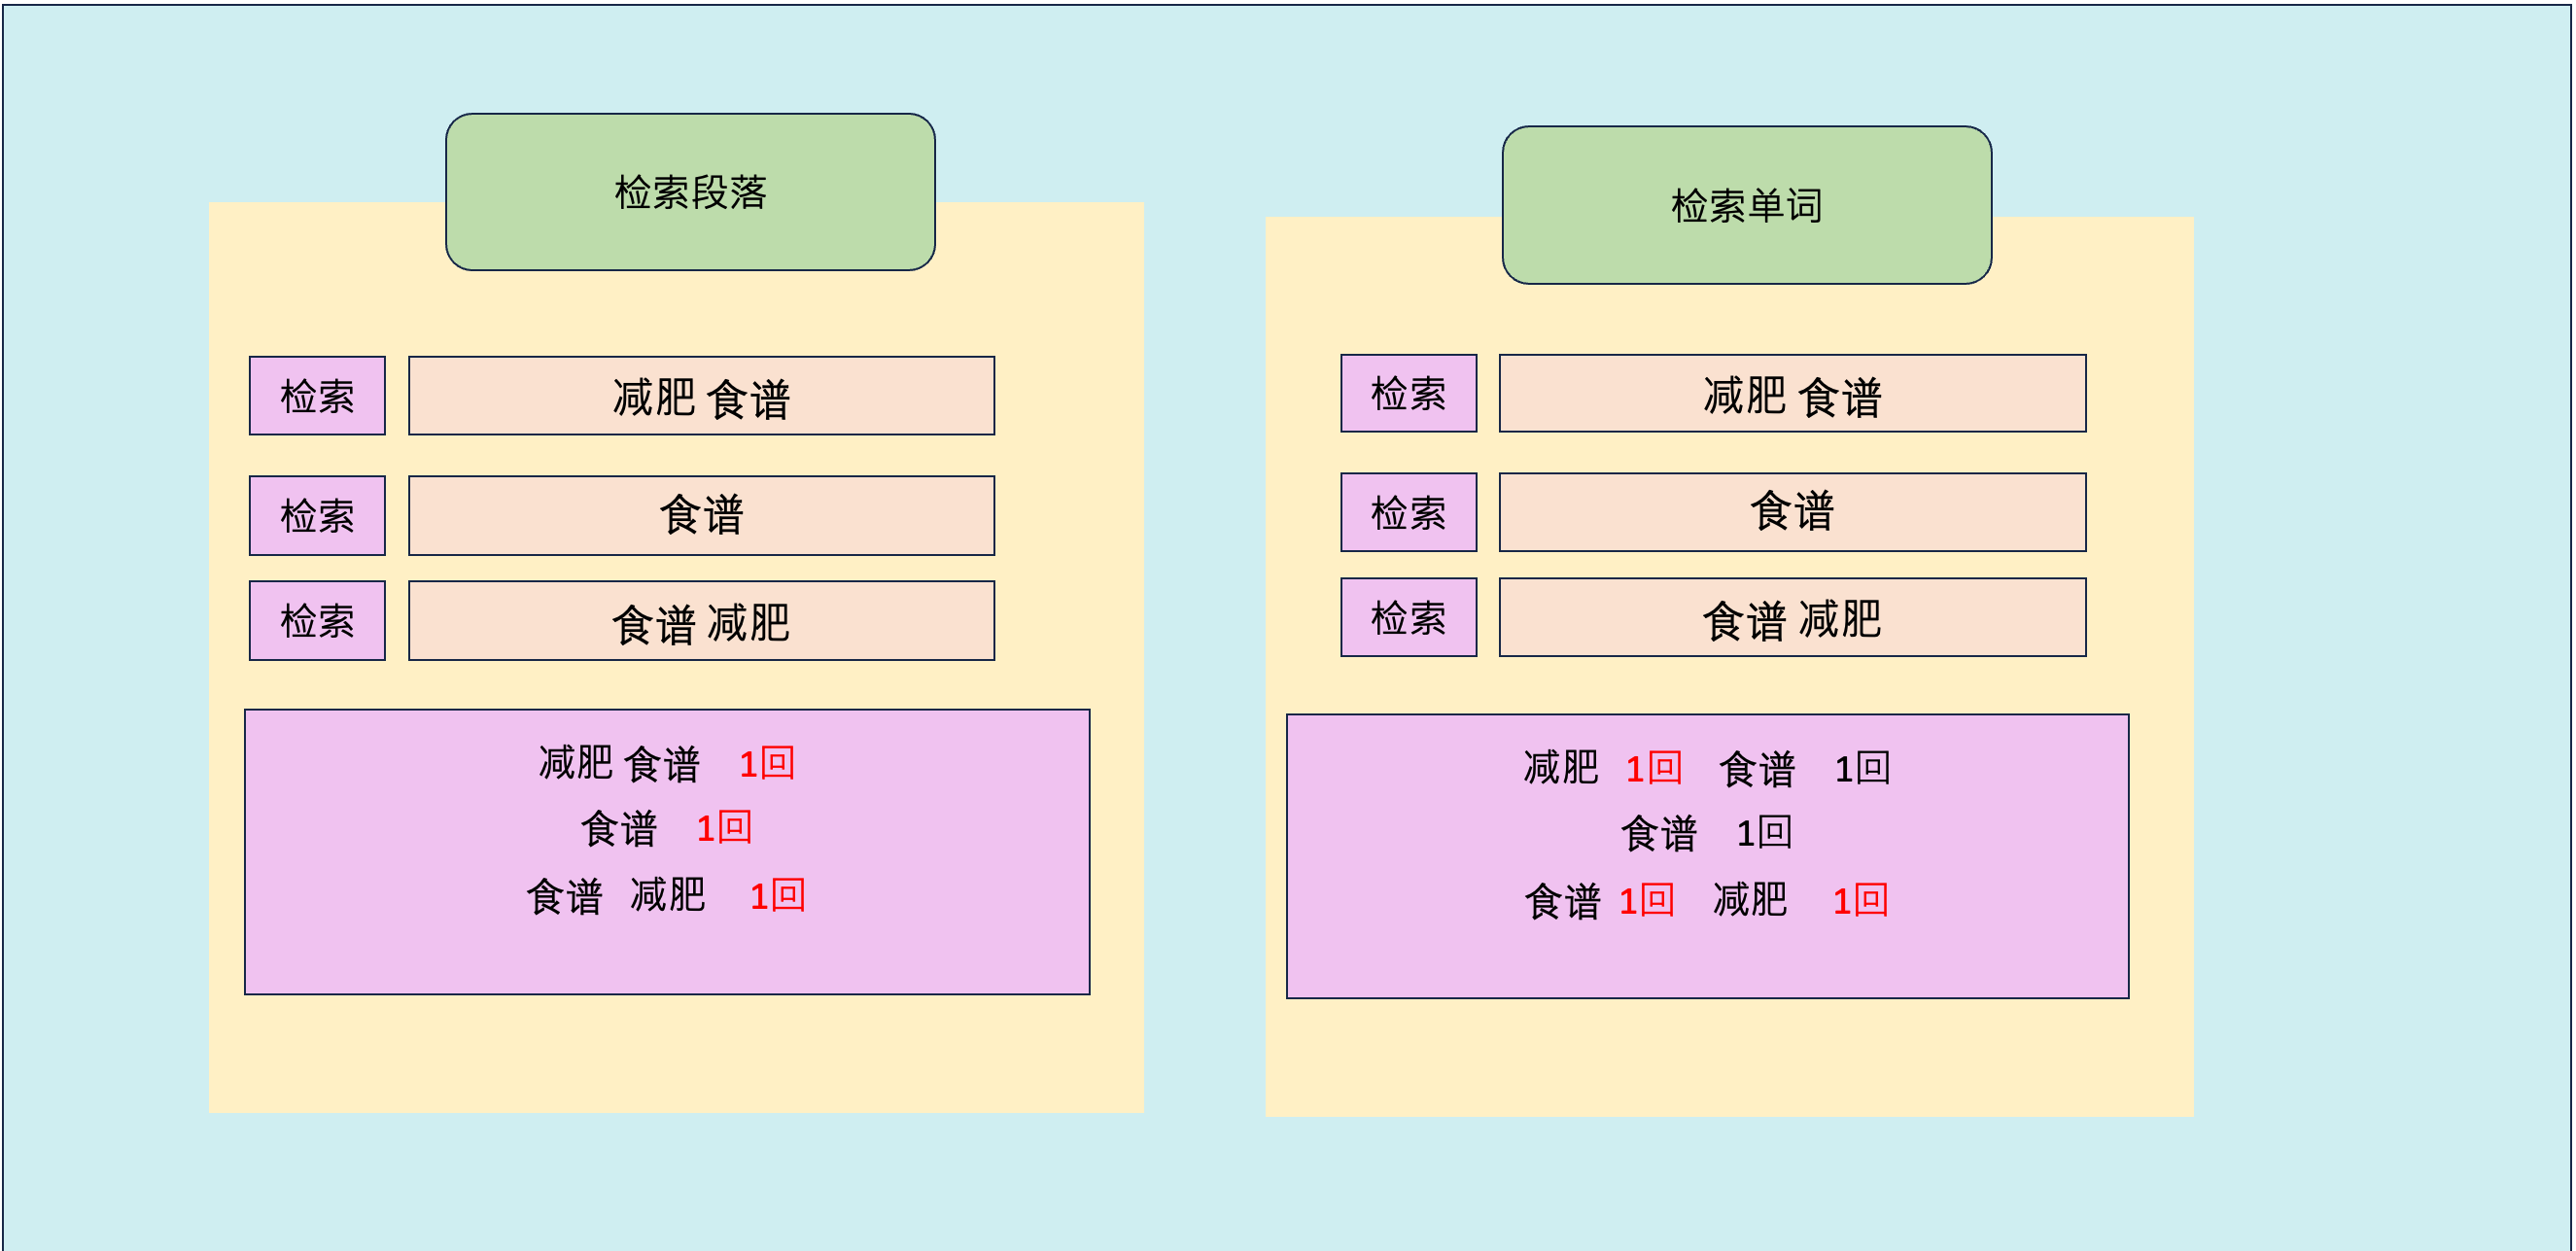 检索段落
检索 减肥 食谱
检索 食谱
检索 食谱 减肥
减肥 食谱 1回
食谱 1回
食谱 减肥 1回
检索单词
检索 减肥 食谱
检索 食谱
检索 食谱 减肥
减肥 1回 食谱 1回
食谱 1回
食谱 1回 减肥 1回